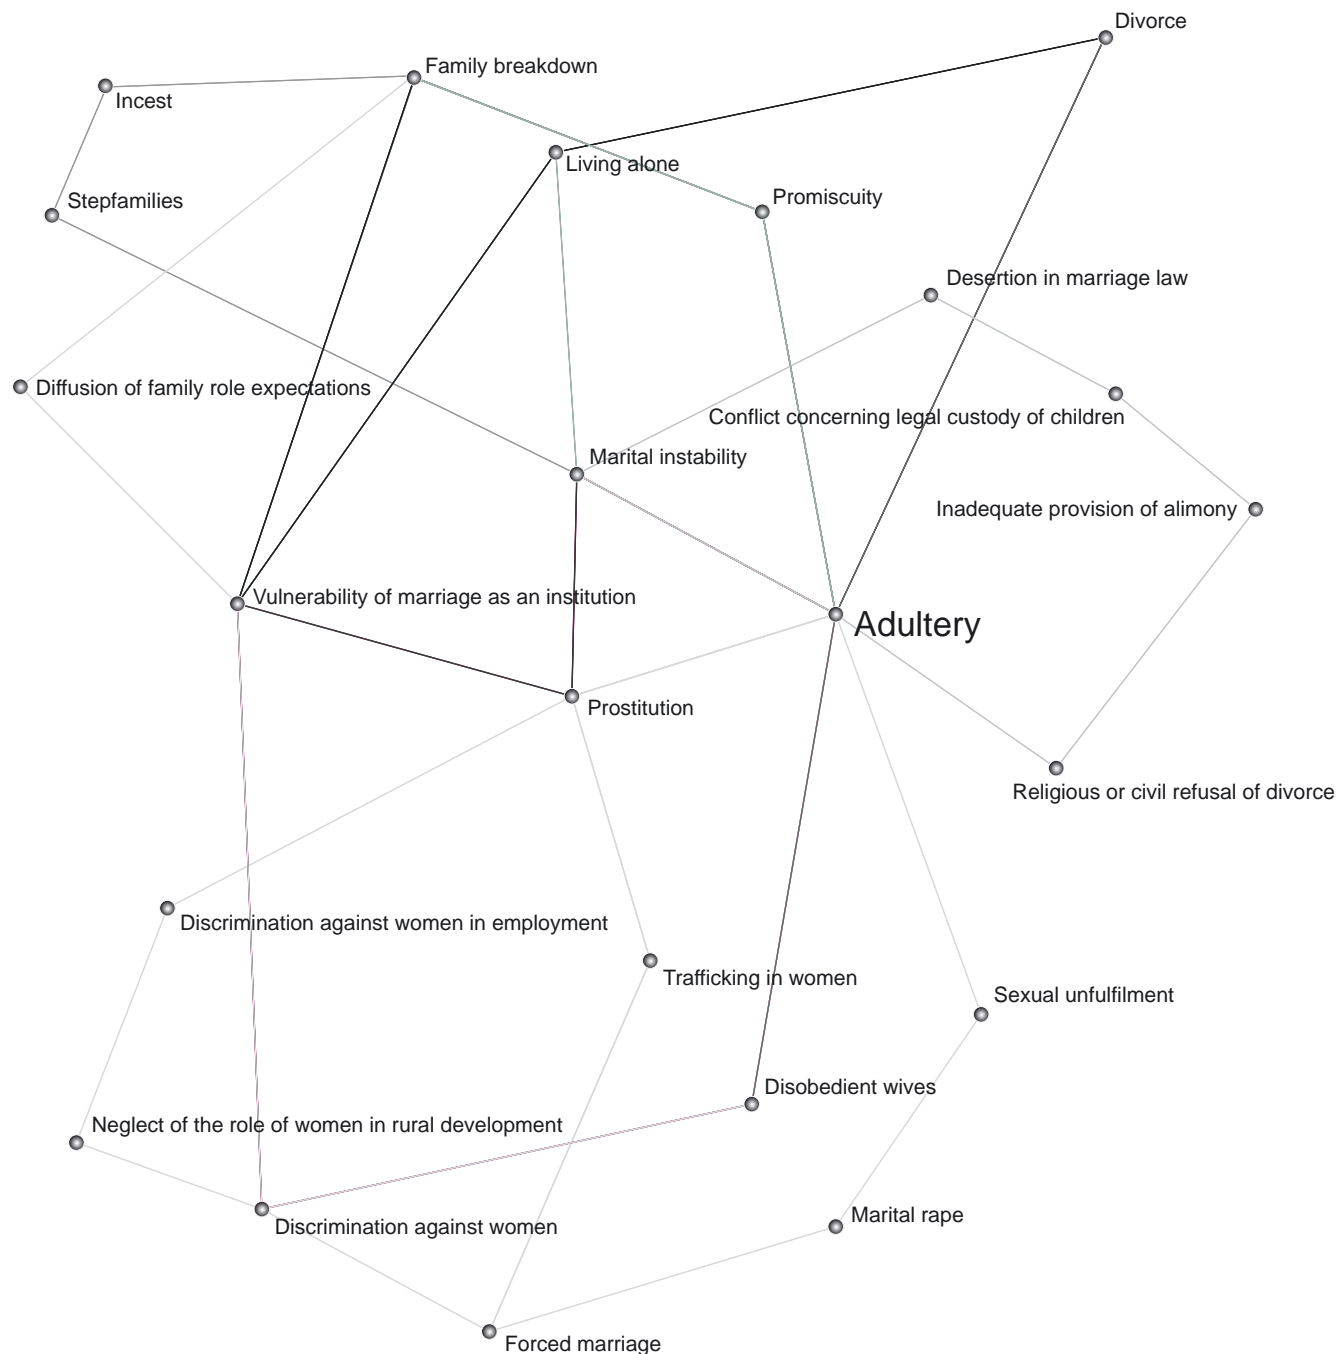 Divorce
Family breakdown
Incest
Living alone
Promiscuity
Stepfamilies
Desertion in marriage law
Diffusion of family role expectations
Conflict concerning legal custody of children
Marital instability
Inadequate provision of alimony
Vulnerability of marriage as an institution
Adultery
Prostitution
Religious or civil refusal of divorce
Discrimination against women in employment
Trafficking in women
Sexual unfulfilment
Disobedient wives
Neglect of the role of women in rural development
Marital rape
Discrimination against women
Forced marriage